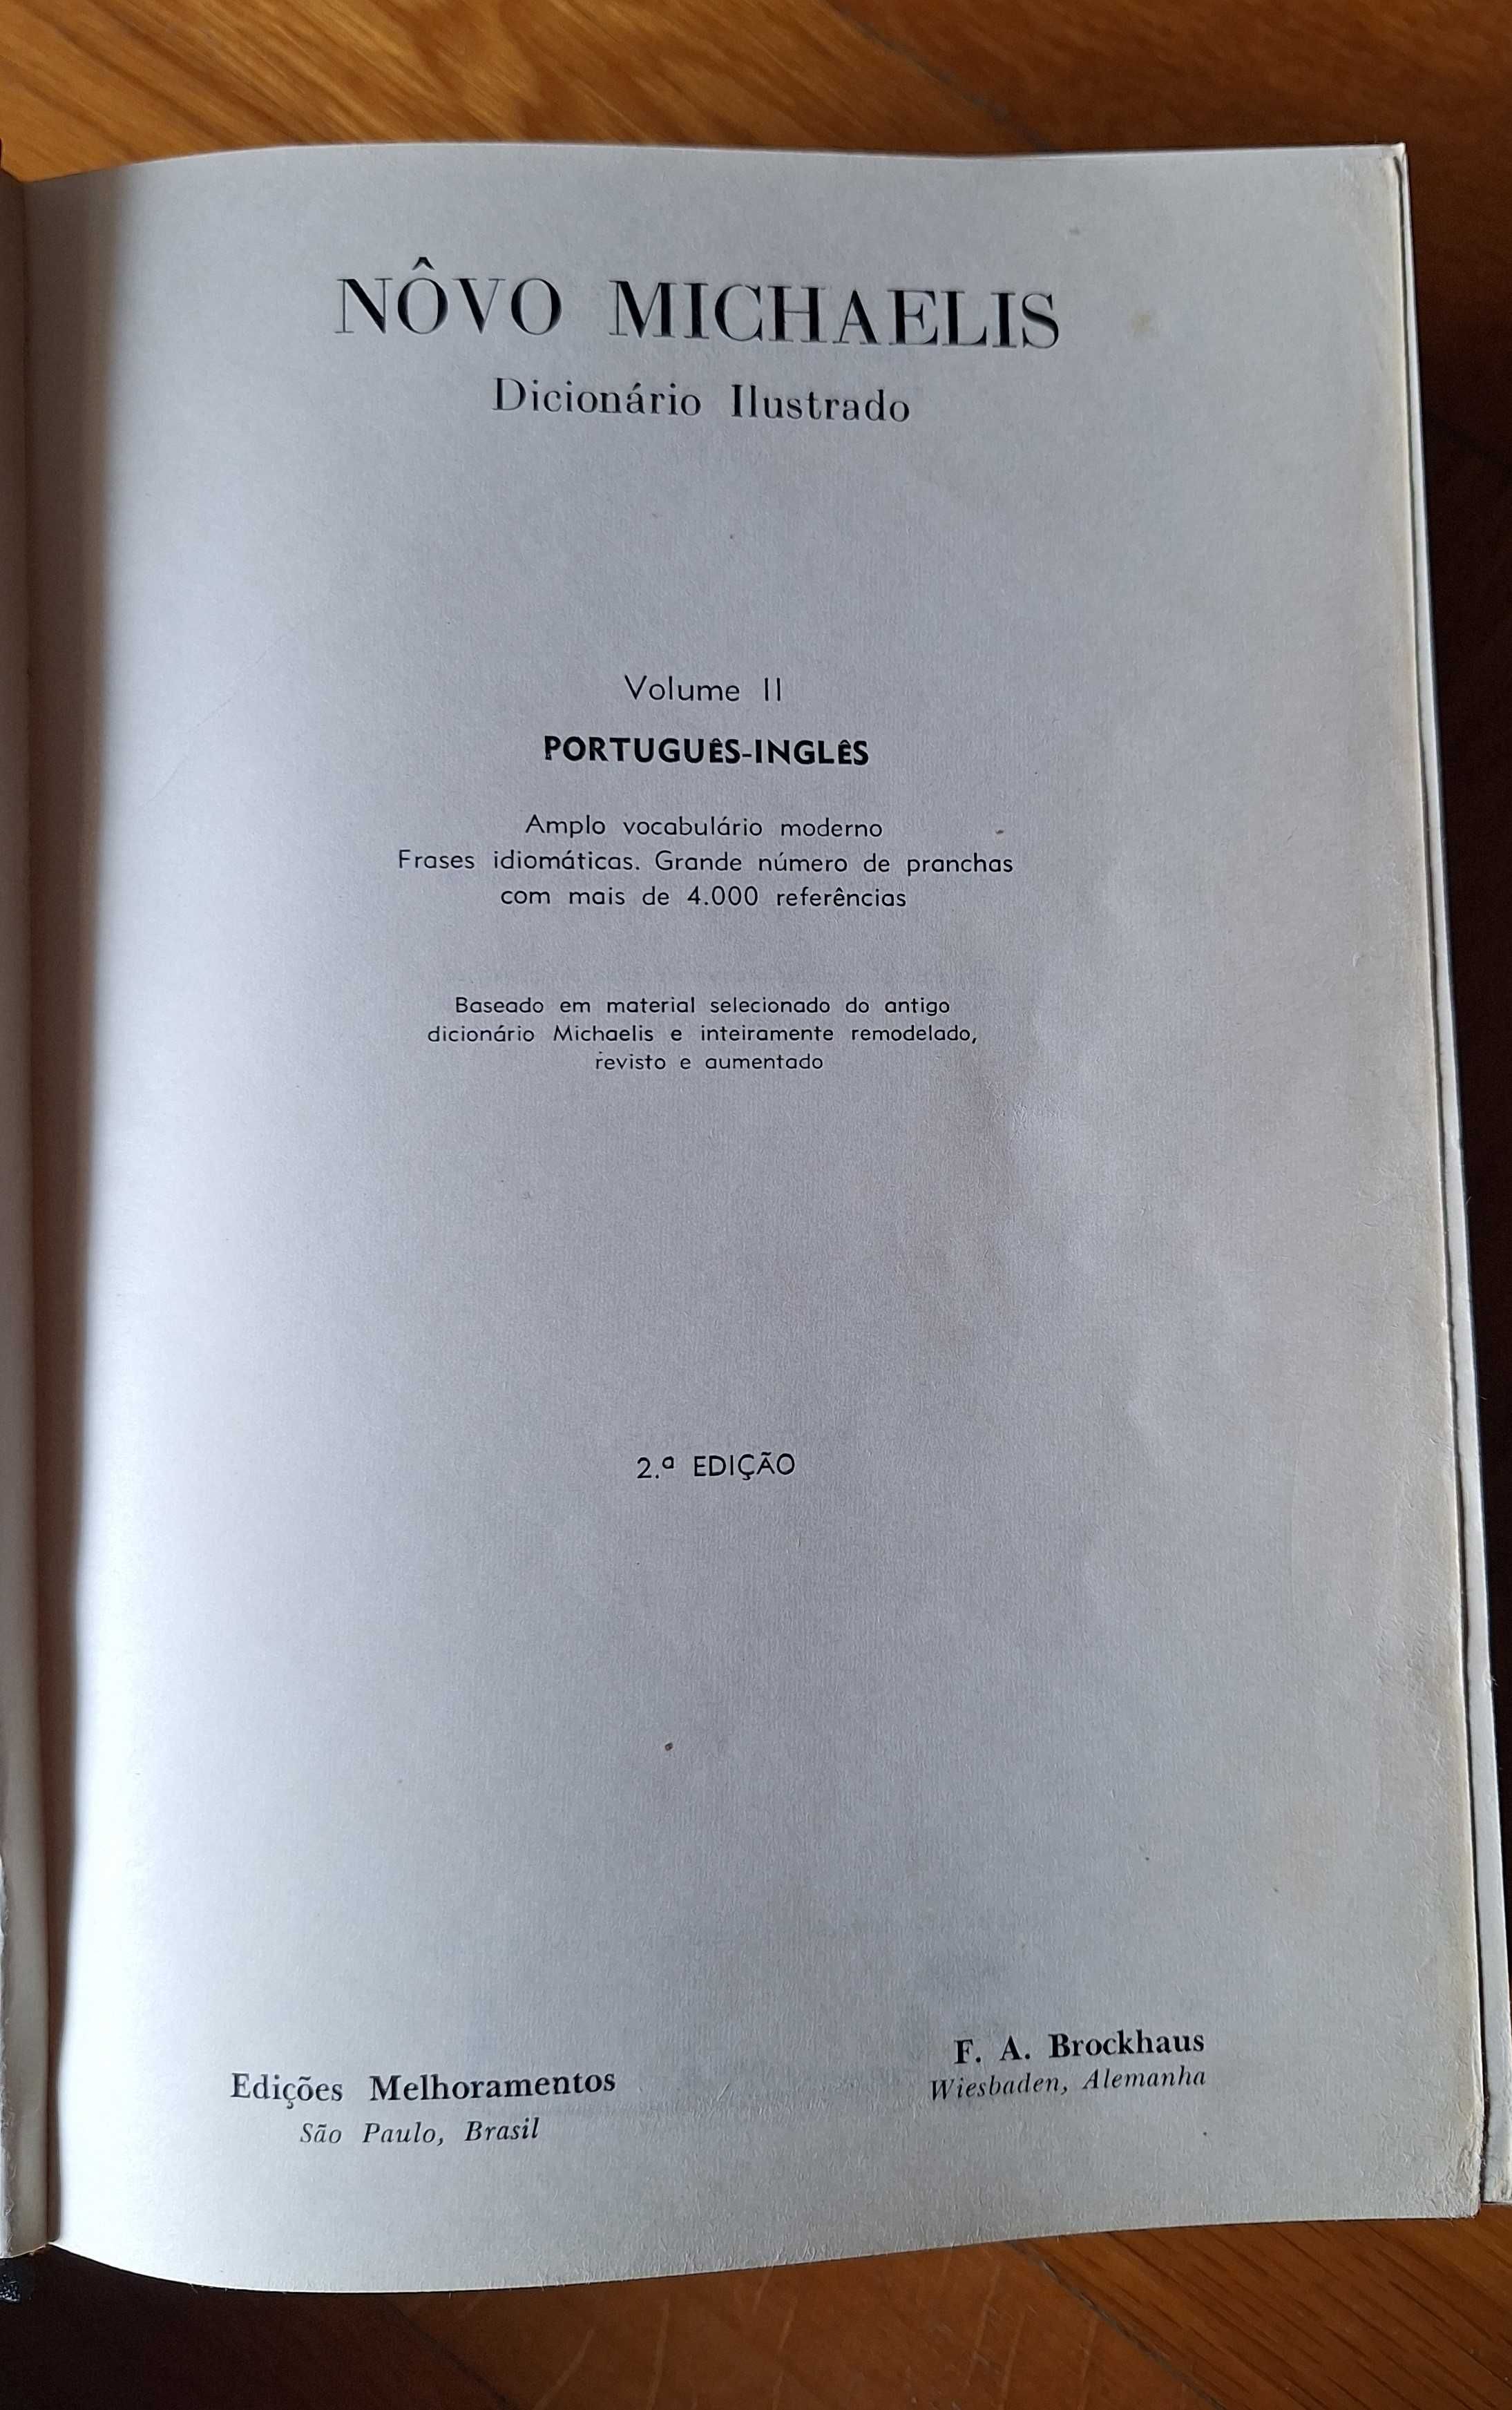 NÔVO MICHAELIS
Dicionário Ilustrado
Volume II
PORTUGUÊS-INGLÊS
Amplo vocabulário moderno
Frases idiomáticas. Grande número de pranchas
com mais de 4.000 referências
Baseado em material selecionado do antigo
dicionário Michaelis e inteiramente remodelado,
revisto e aumentado
2.ª EDIÇÃO
Edições Melhoramentos
São Paulo, Brasil
F. A. Brockhaus
Wiesbaden, Alemanha